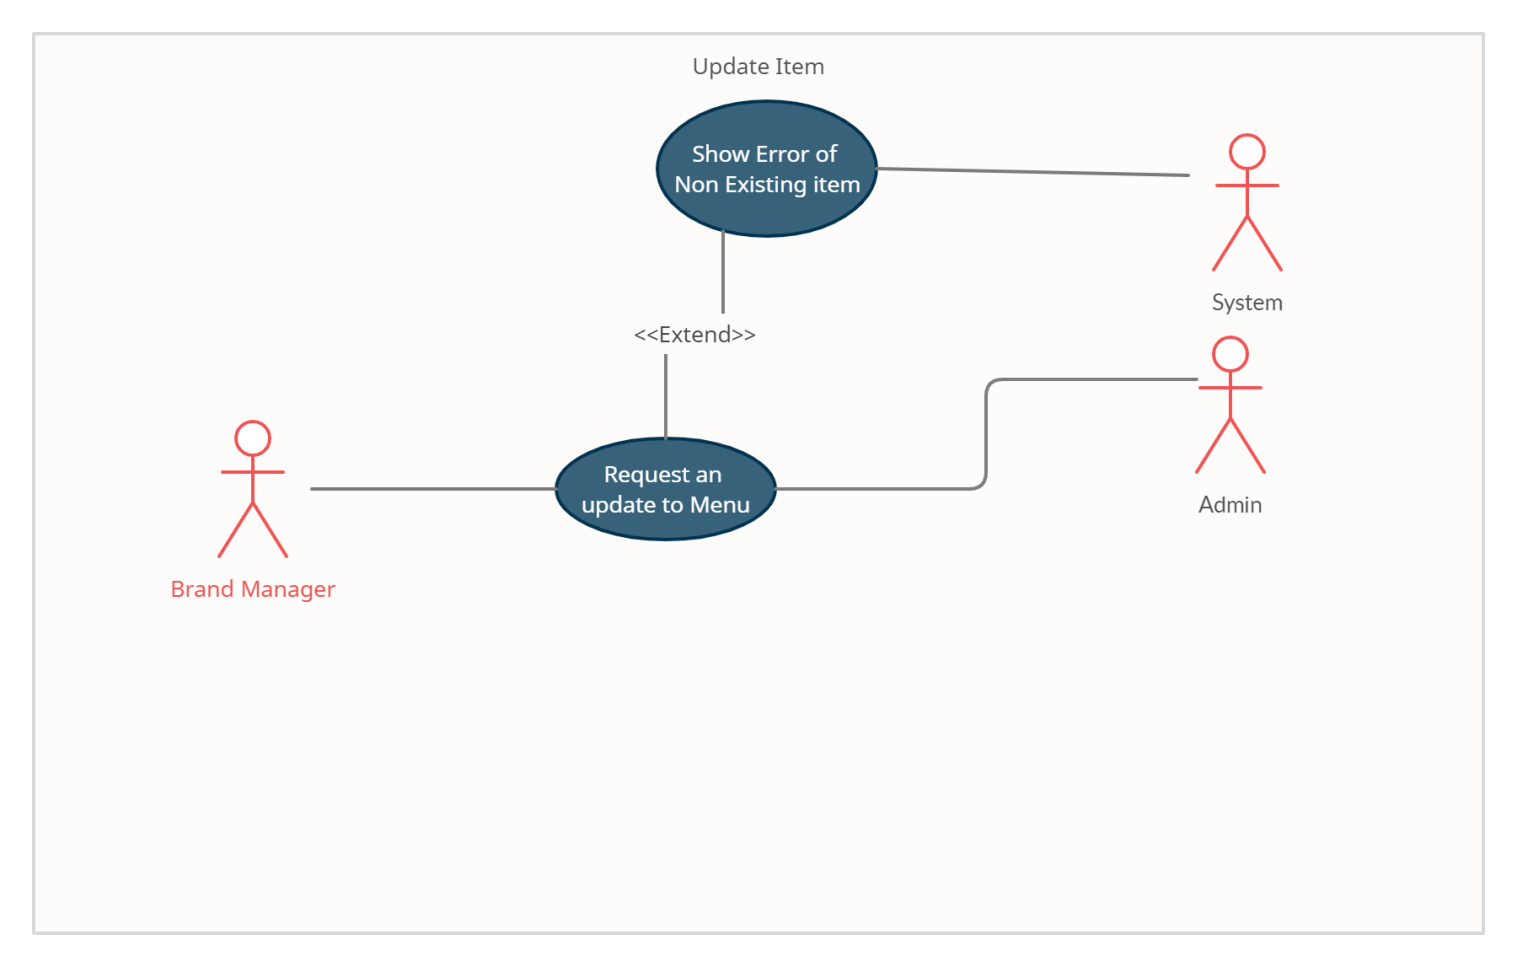 Update Item
Show Error of
Non Existing item
System
<<Extend>>
Request an
update to Menu
Admin
Brand Manager